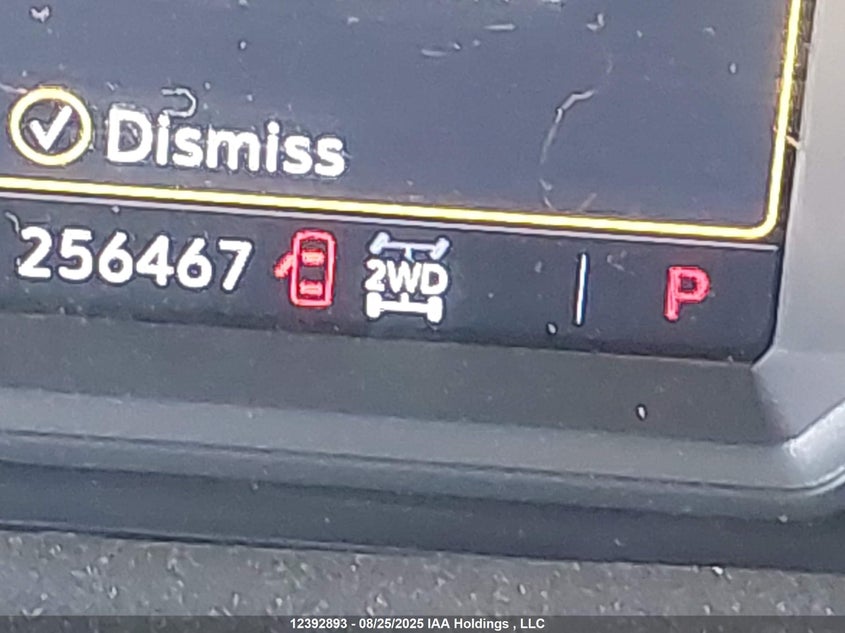 Dismiss
256467 2WD P
12392893 - 08/25/2025 IAA Holdings , LLC